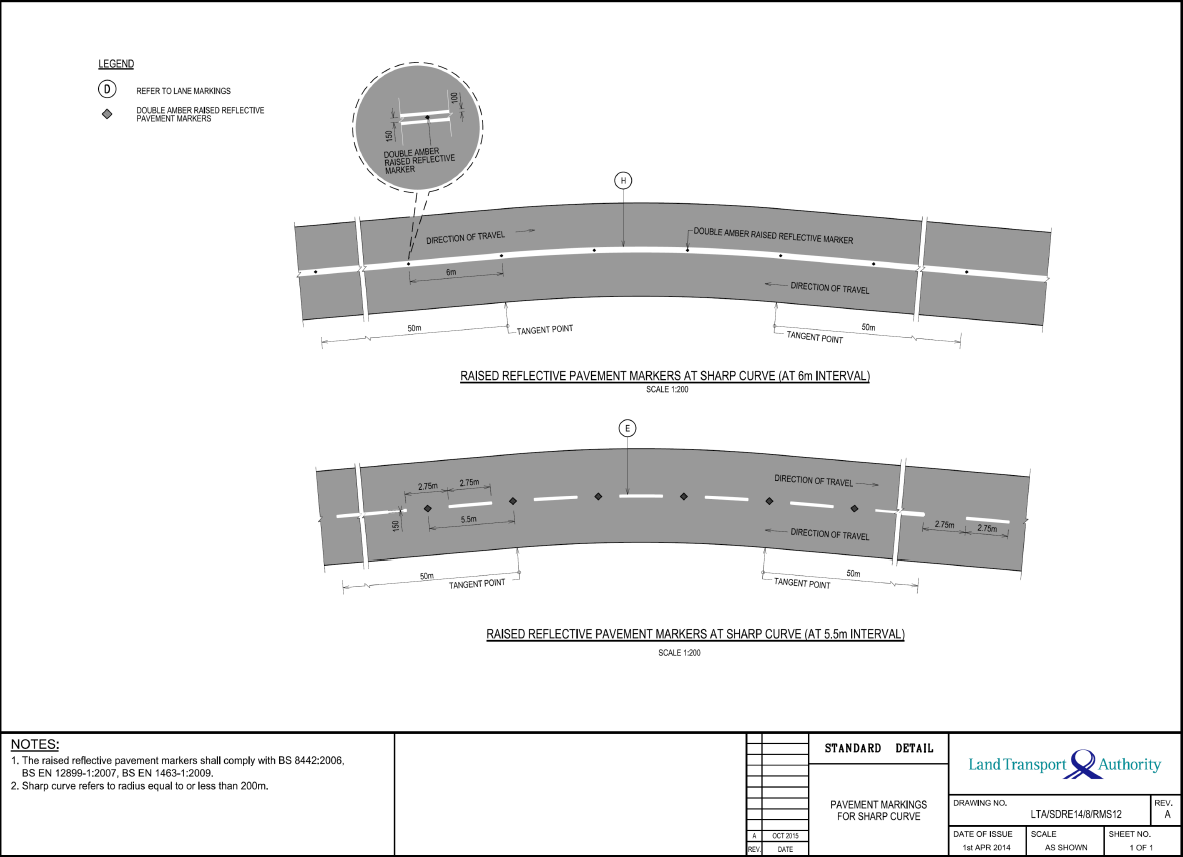 LEGEND
D REFER TO LANE MARKINGS
DOUBLE AMBER RAISED REFLECTIVE
PAVEMENT MARKERS
100
150
DOUBLE AMBER
RAISED REFLECTIVE
MARKER
H
DIRECTION OF TRAVEL
DOUBLE AMBER RAISED REFLECTIVE MARKER
6m
DIRECTION OF TRAVEL
50m
TANGENT POINT
50m
TANGENT POINT
RAISED REFLECTIVE PAVEMENT MARKERS AT SHARP CURVE (AT 6m INTERVAL)
SCALE 1:200
E
2.75m
2.75m
DIRECTION OF TRAVEL
150
5.5m
DIRECTION OF TRAVEL
2.75m
2.75m
50m
TANGENT POINT
50m
TANGENT POINT
RAISED REFLECTIVE PAVEMENT MARKERS AT SHARP CURVE (AT 5.5m INTERVAL)
SCALE 1:200
NOTES:
1. The raised reflective pavement markers shall comply with BS 8442:2006,
BS EN 12899-1:2007, BS EN 1463-1:2009.
2. Sharp curve refers to radius equal to or less than 200m.
A OCT 2015
REV. DATE
STANDARD DETAIL
PAVEMENT MARKINGS
FOR SHARP CURVE
Land Transport Authority
DRAWING NO.
LTA/SDRE14/8/RMS12
REV.
A
DATE OF ISSUE
1st APR 2014
SCALE
AS SHOWN
SHEET NO.
1 OF 1